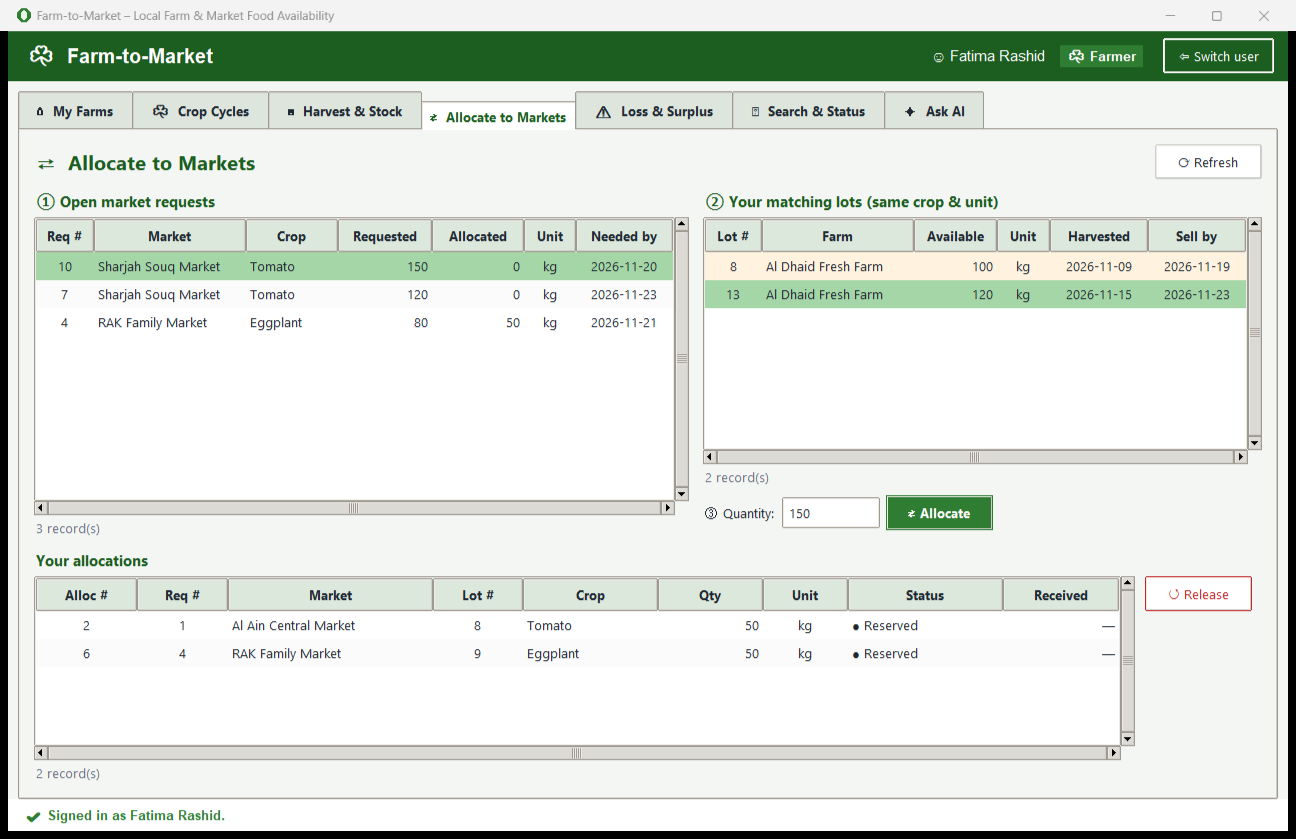 Farm-to-Market – Local Farm & Market Food Availability
Farm-to-Market
Fatima Rashid
Farmer
Switch user
My Farms
Crop Cycles
Harvest & Stock
Allocate to Markets
Loss & Surplus
Search & Status
Ask AI
Allocate to Markets
Refresh
① Open market requests
Req # Market Crop Requested Allocated Unit Needed by
10 Sharjah Souq Market Tomato 150 0 kg 2026-11-20
7 Sharjah Souq Market Tomato 120 0 kg 2026-11-23
4 RAK Family Market Eggplant 80 50 kg 2026-11-21
3 record(s)
② Your matching lots (same crop & unit)
Lot # Farm Available Unit Harvested Sell by
8 Al Dhaid Fresh Farm 100 kg 2026-11-09 2026-11-19
13 Al Dhaid Fresh Farm 120 kg 2026-11-15 2026-11-23
2 record(s)
③ Quantity: 150 Allocate
Your allocations
Alloc # Req # Market Lot # Crop Qty Unit Status Received
2 1 Al Ain Central Market 8 Tomato 50 kg ● Reserved —
6 4 RAK Family Market 9 Eggplant 50 kg ● Reserved —
Release
2 record(s)
Signed in as Fatima Rashid.